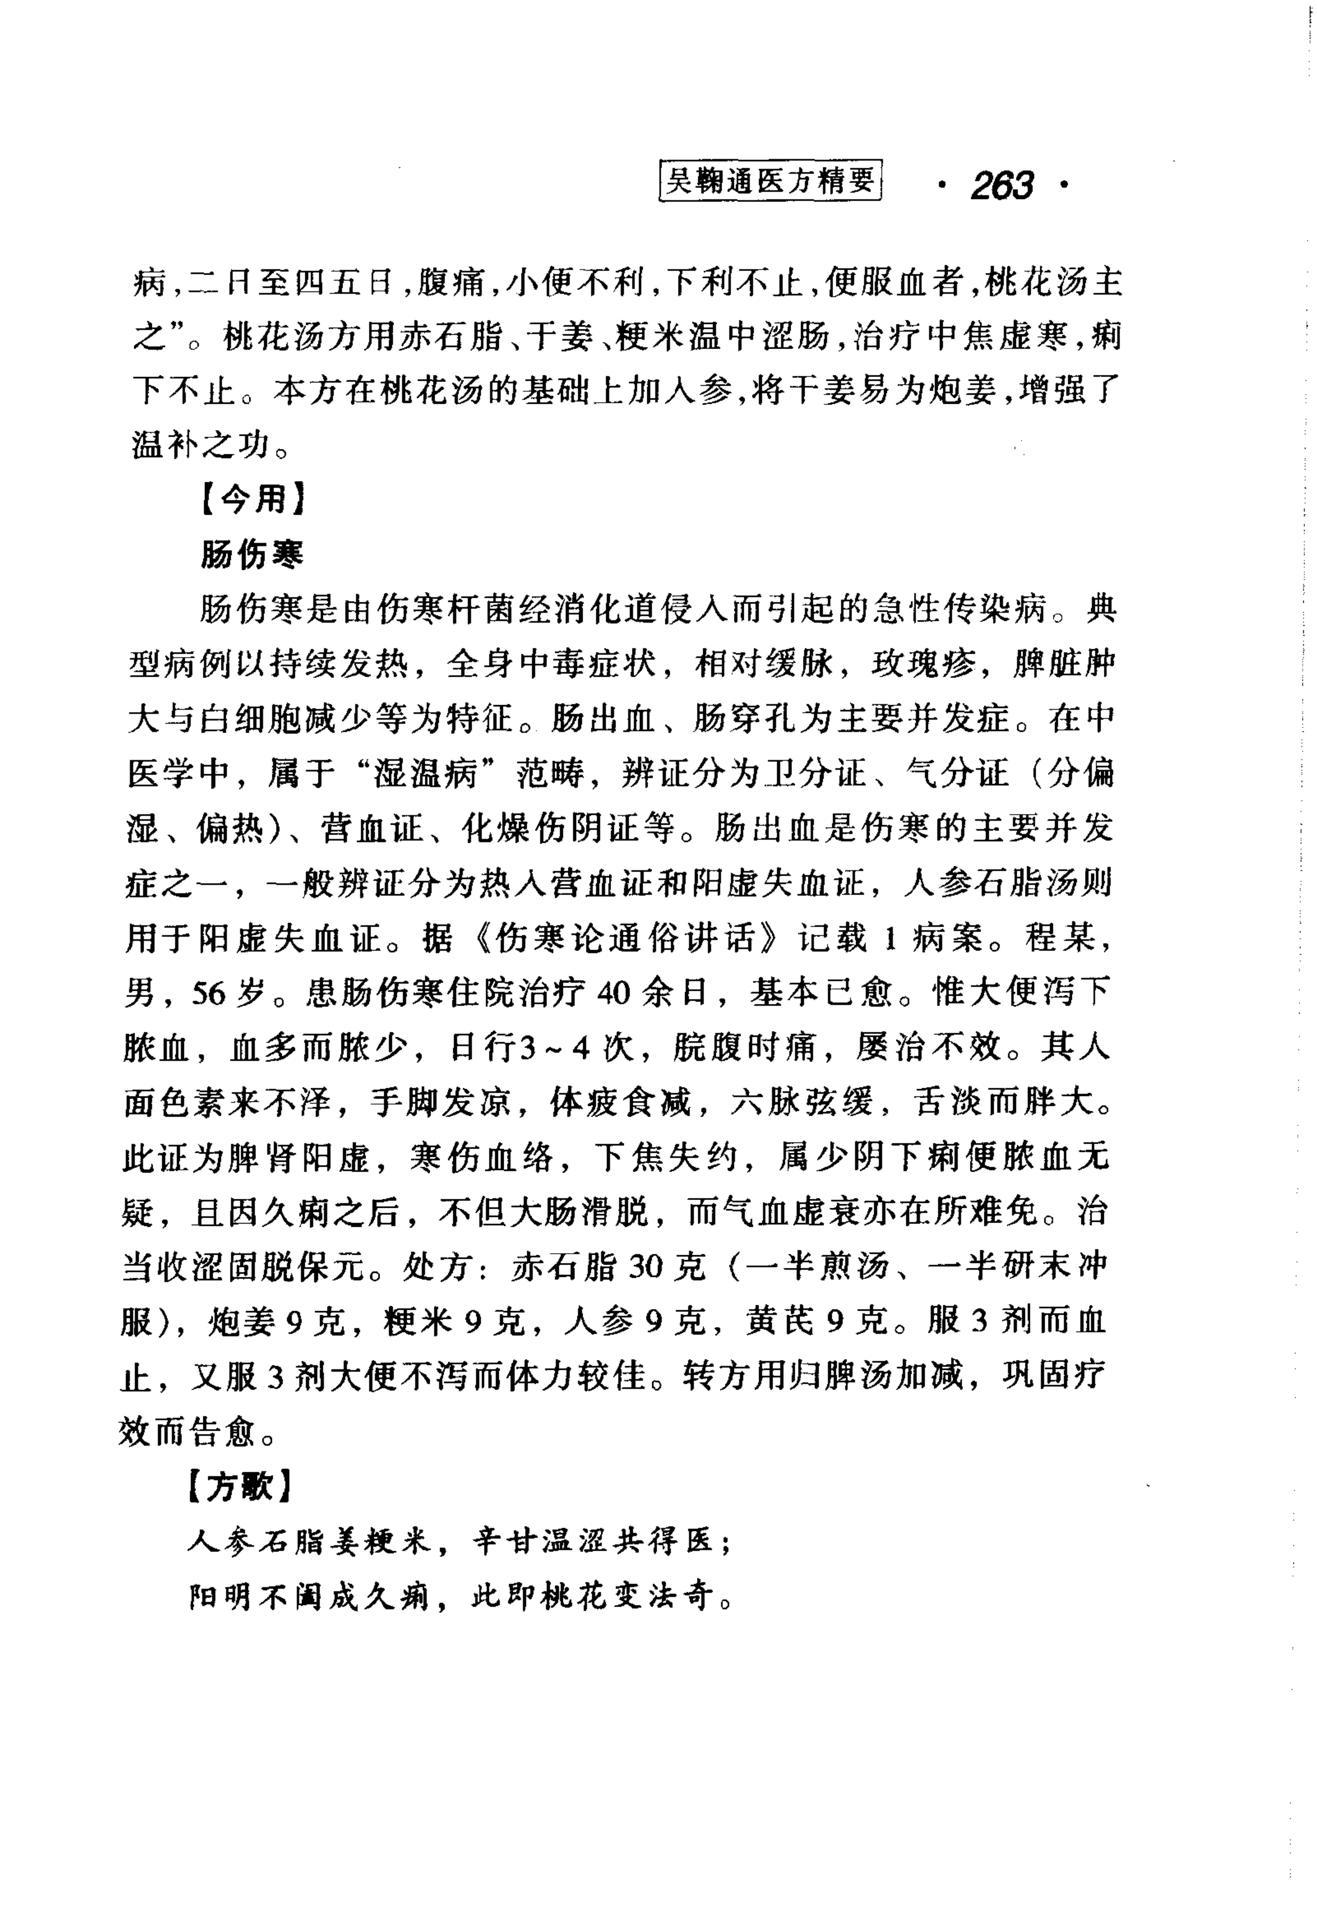 吴鞠通医方精要 · 263 ·
病,二日至四五日,腹痛,小便不利,下利不止,便服血者,桃花汤主
之”。桃花汤方用赤石脂、干姜、粳米温中涩肠,治疗中焦虚寒,痢
下不止。本方在桃花汤的基础上加人参,将干姜易为炮姜,增强了
温补之功。
【今用】
肠伤寒
肠伤寒是由伤寒杆菌经消化道侵入而引起的急性传染病。典
型病例以持续发热，全身中毒症状，相对缓脉，玫瑰疹，脾脏肿
大与白细胞减少等为特征。肠出血、肠穿孔为主要并发症。在中
医学中，属于“湿温病”范畴，辨证分为卫分证、气分证（分偏
湿、偏热）、营血证、化燥伤阴证等。肠出血是伤寒的主要并发
症之一，一般辨证分为热入营血证和阳虚失血证，人参石脂汤则
用于阳虚失血证。据《伤寒论通俗讲话》记载 1 病案。程某，
男，56 岁。患肠伤寒住院治疗 40 余日，基本已愈。惟大便泻下
脓血，血多而脓少，日行3~4 次，脘腹时痛，屡治不效。其人
面色素来不泽，手脚发凉，体疲食减，六脉弦缓，舌淡而胖大。
此证为脾肾阳虚，寒伤血络，下焦失约，属少阴下痢便脓血无
疑，且因久痢之后，不但大肠滑脱，而气血虚衰亦在所难免。治
当收涩固脱保元。处方：赤石脂 30 克（一半煎汤、一半研末冲
服），炮姜 9 克，粳米 9 克，人参 9 克，黄芪 9 克。服 3 剂而血
止，又服 3 剂大便不泻而体力较佳。转方用归脾汤加减，巩固疗
效而告愈。
【方歌】
人参石脂姜粳米，辛甘温涩共得医；
阳明不阖成久痢，此即桃花变法奇。